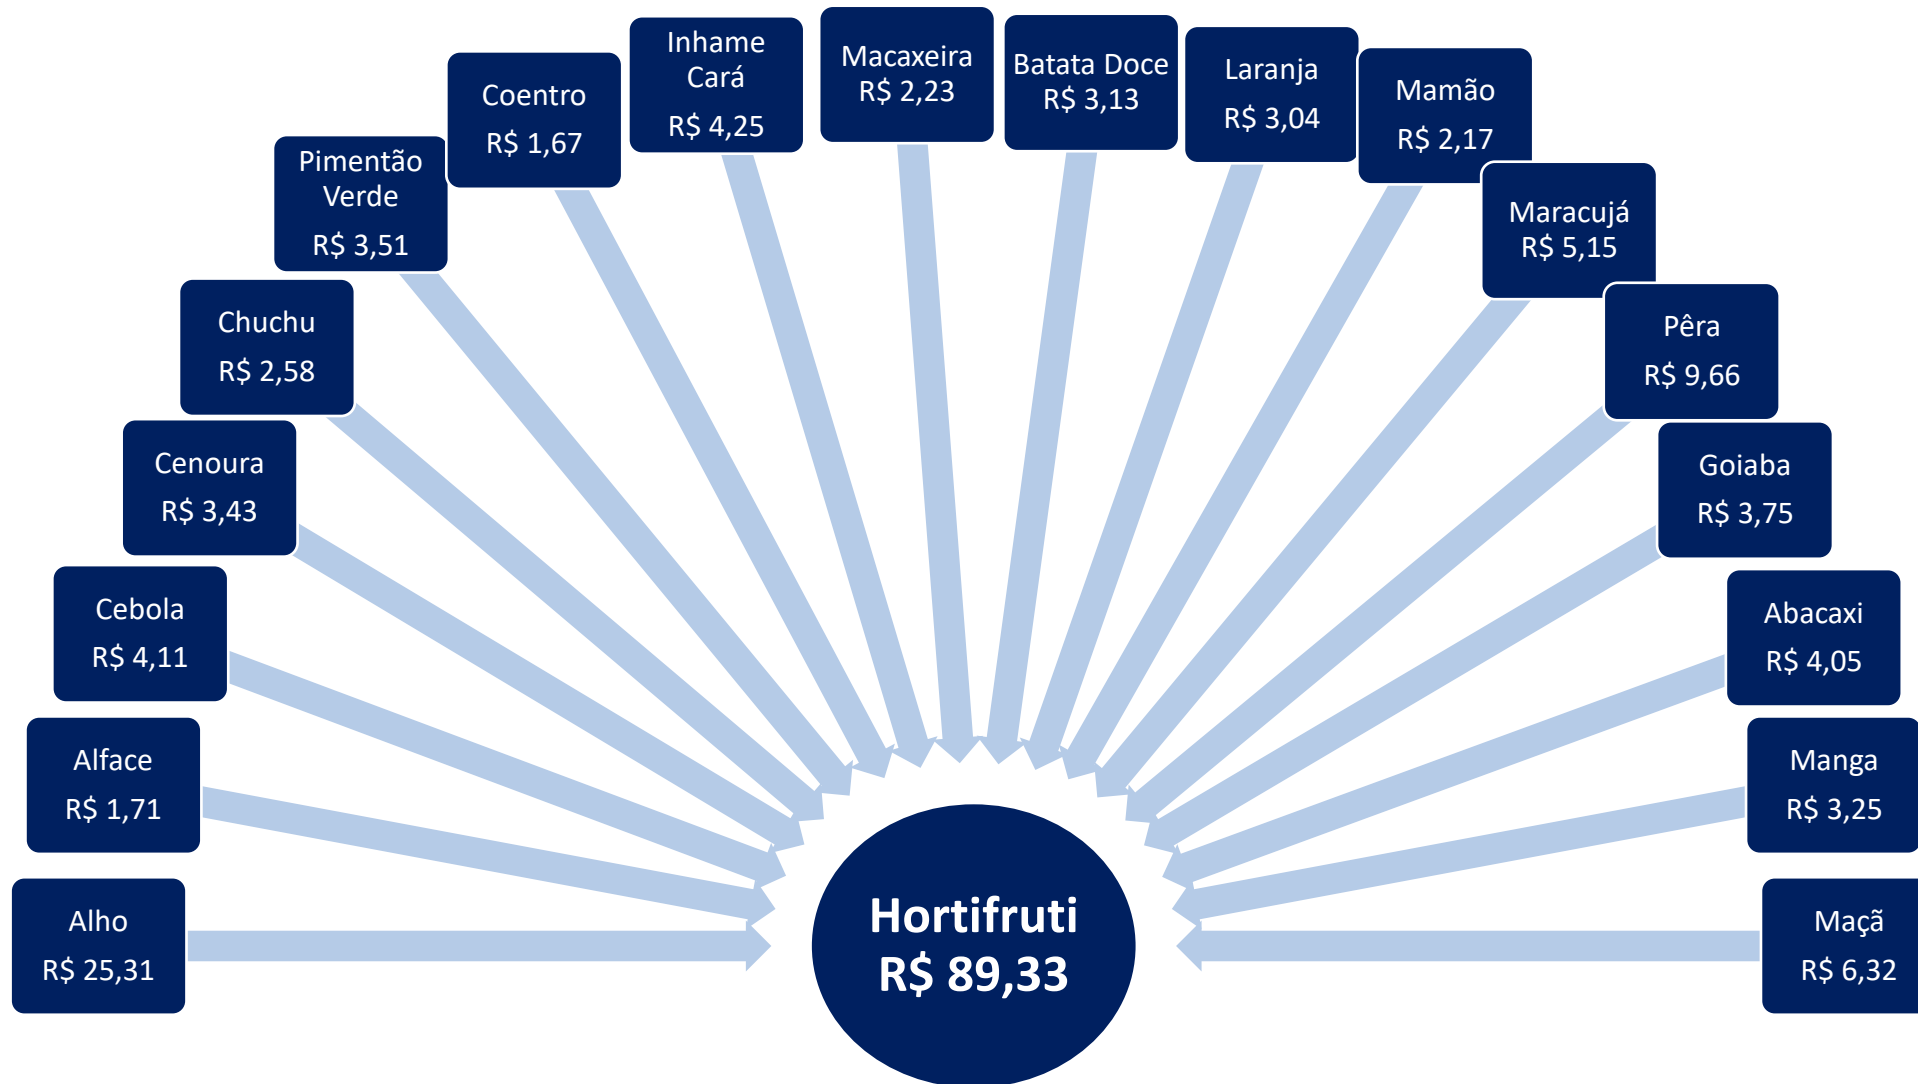 Alho
R$ 25,31
Alface
R$ 1,71
Cebola
R$ 4,11
Cenoura
R$ 3,43
Chuchu
R$ 2,58
Pimentão
Verde
R$ 3,51
Coentro
R$ 1,67
Inhame
Cará
R$ 4,25
Macaxeira
R$ 2,23
Batata Doce
R$ 3,13
Laranja
R$ 3,04
Mamão
R$ 2,17
Maracujá
R$ 5,15
Pêra
R$ 9,66
Goiaba
R$ 3,75
Abacaxi
R$ 4,05
Manga
R$ 3,25
Maçã
R$ 6,32
Hortifruti
R$ 89,33